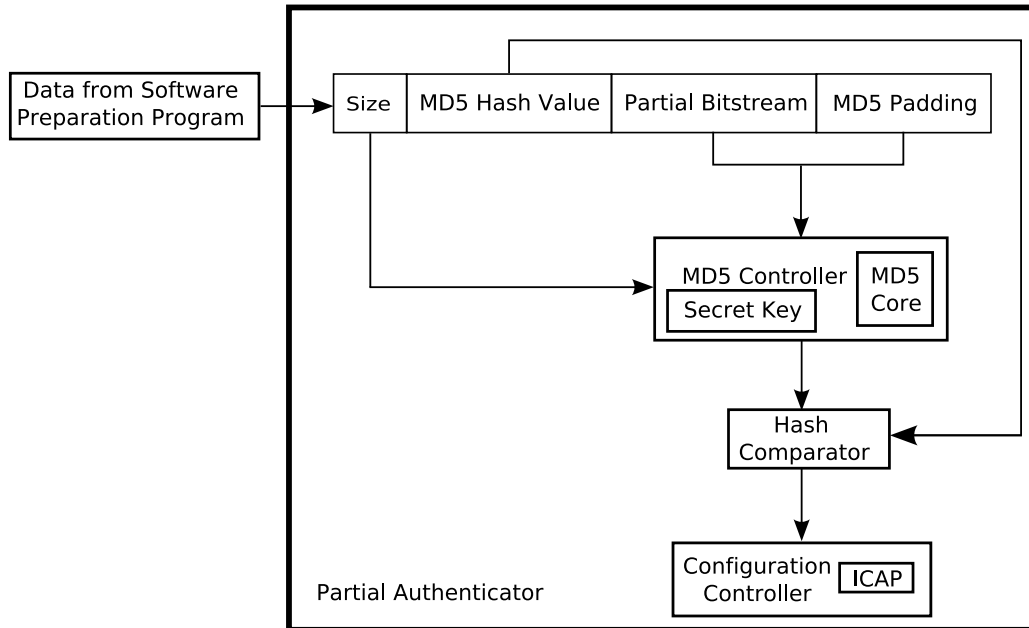 Data from Software
Preparation Program
Size
MD5 Hash Value
Partial Bitstream
MD5 Padding
MD5 Controller
Secret Key
MD5
Core
Hash
Comparator
Configuration
Controller
ICAP
Partial Authenticator